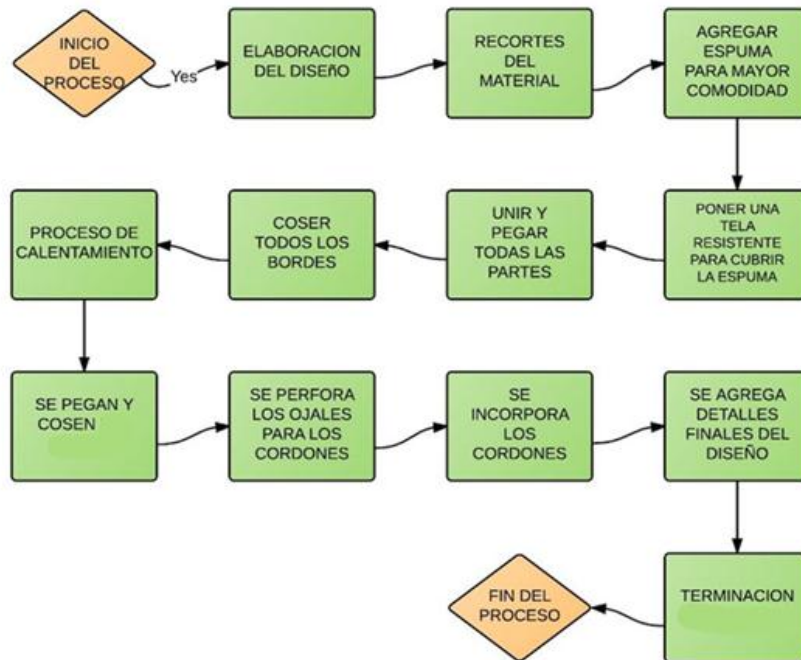 INICIO
DEL
PROCESO
Yes
ELABORACION
DEL DISEñO
RECORTES
DEL
MATERIAL
AGREGAR
ESPUMA
PARA MAYOR
COMODIDAD
PROCESO DE
CALENTAMIENTO
COSER
TODOS LOS
BORDES
UNIR Y
PEGAR
TODAS LAS
PARTES
PONER UNA
TELA
RESISTENTE
PARA CUBRIR
LA ESPUMA
SE PEGAN Y
COSEN
SE PERFORA
LOS OJALES
PARA LOS
CORDONES
SE
INCORPORA
LOS
CORDONES
SE AGREGA
DETALLES
FINALES DEL
DISEÑO
FIN DEL
PROCESO
TERMINACION